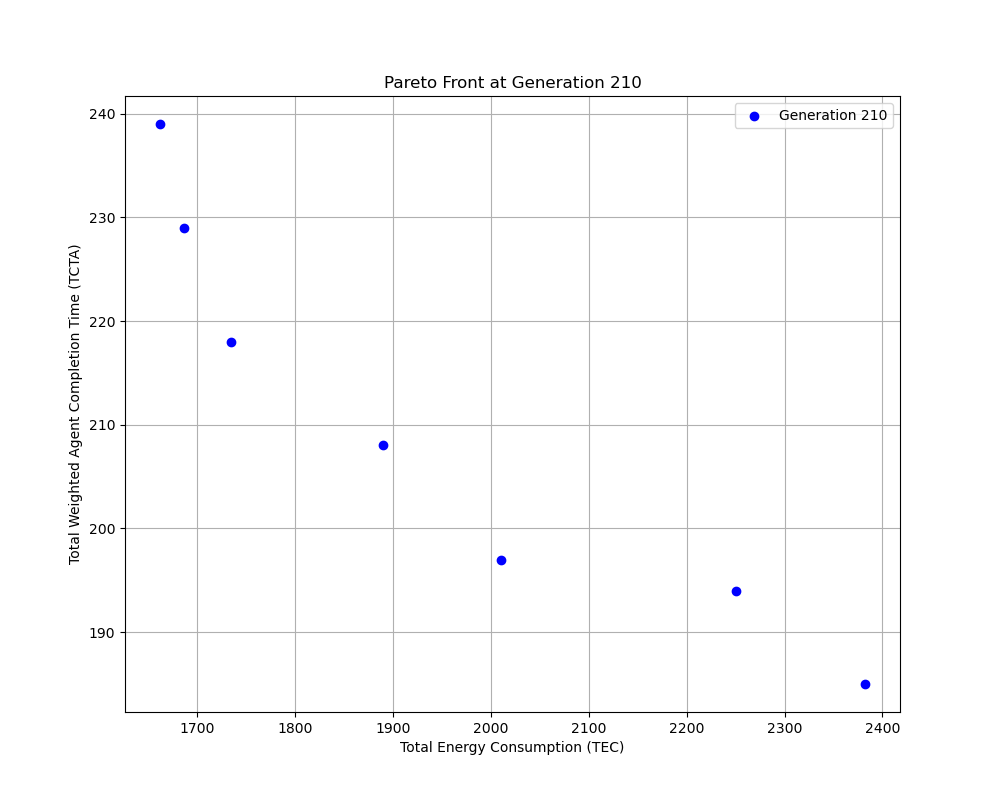 Pareto Front at Generation 210
Generation 210
Total Weighted Agent Completion Time (TCTA)
240
230
220
210
200
190
1700 1800 1900 2000 2100 2200 2300 2400
Total Energy Consumption (TEC)